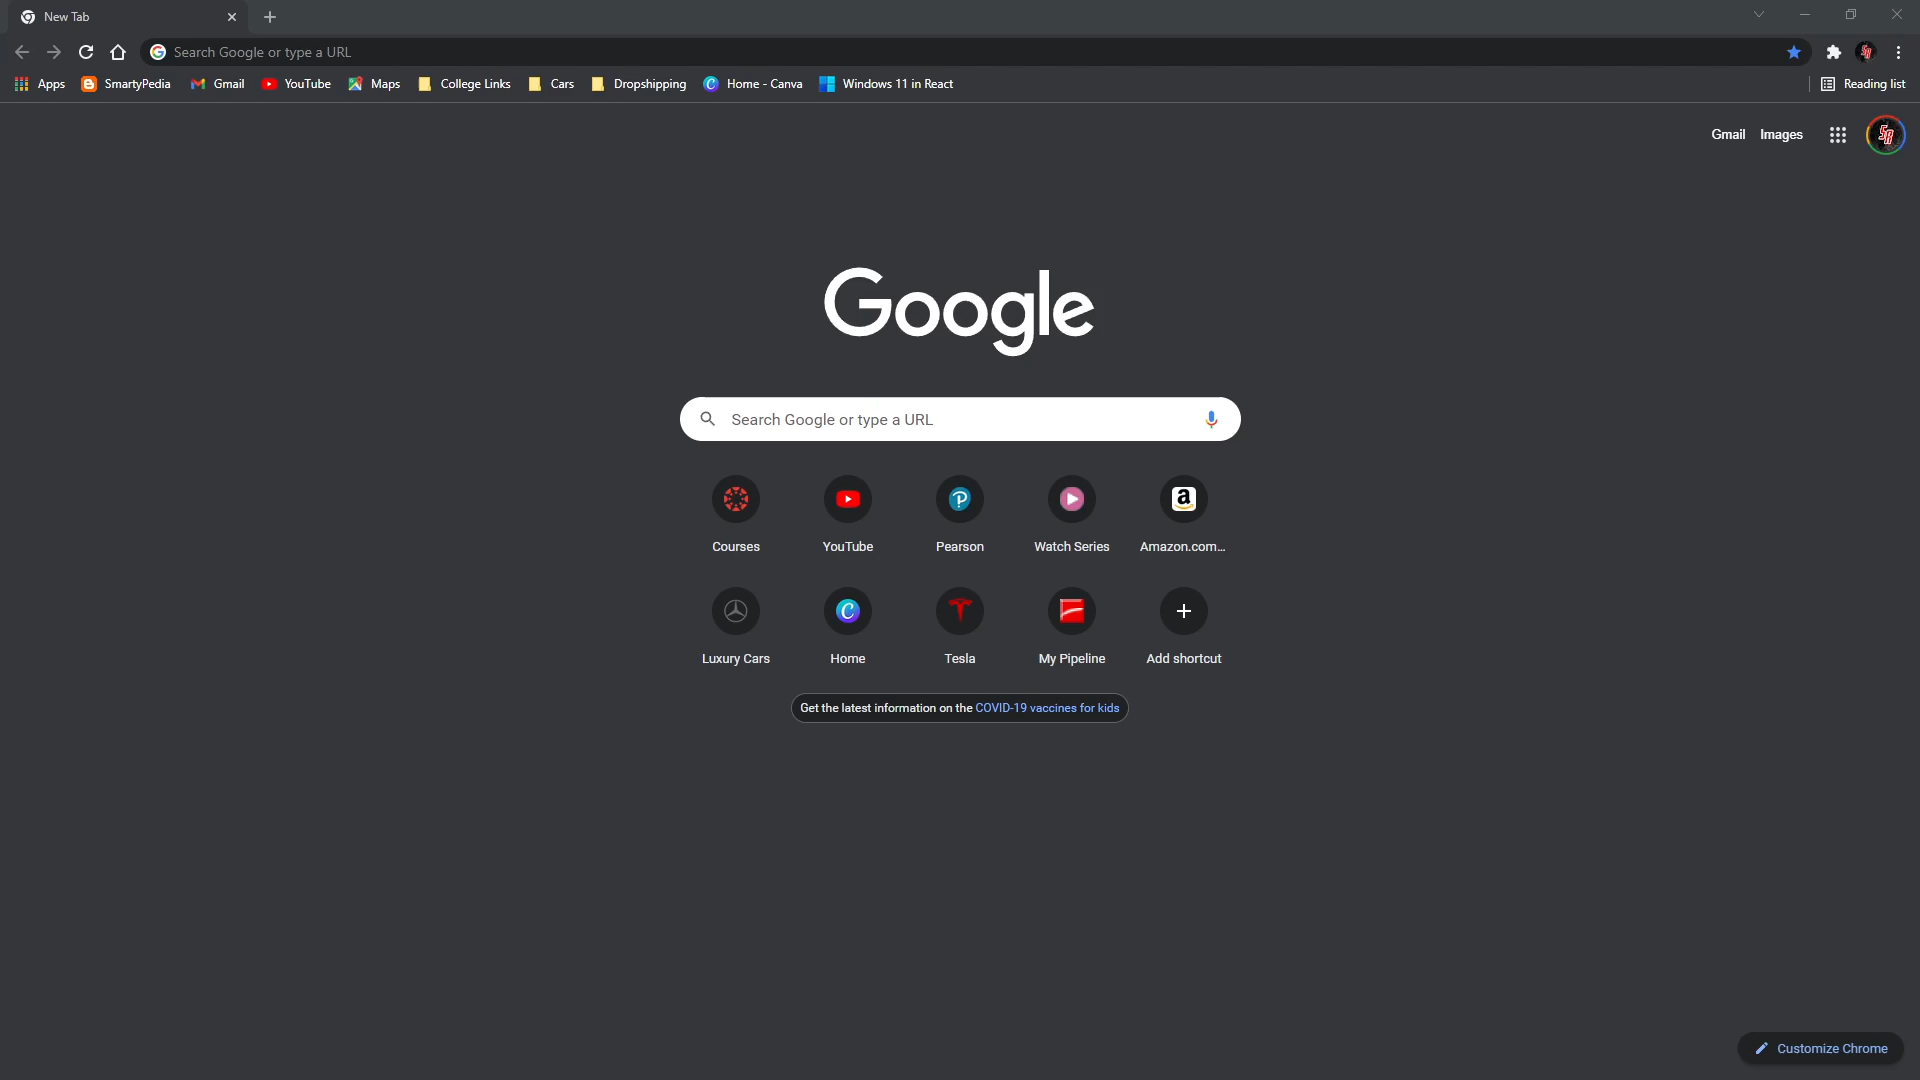 New Tab
Search Google or type a URL
Apps SmartyPedia Gmail YouTube Maps College Links Cars Dropshipping Home - Canva Windows 11 in React Reading list
Gmail Images
Google
Search Google or type a URL
Courses YouTube Pearson Watch Series Amazon.com...
Luxury Cars Home Tesla My Pipeline Add shortcut
Get the latest information on the COVID-19 vaccines for kids
Customize Chrome